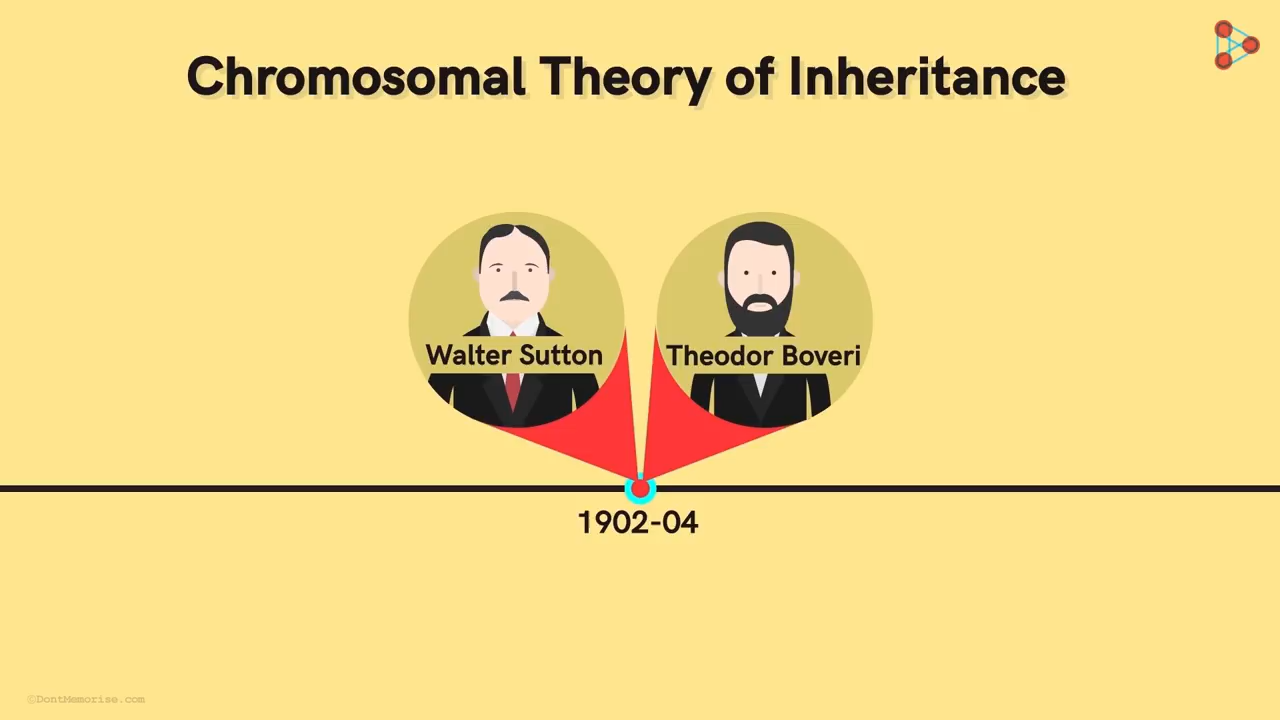 Chromosomal Theory of Inheritance
Walter Sutton
Theodor Boveri
1902-04
©DontMemorise.com